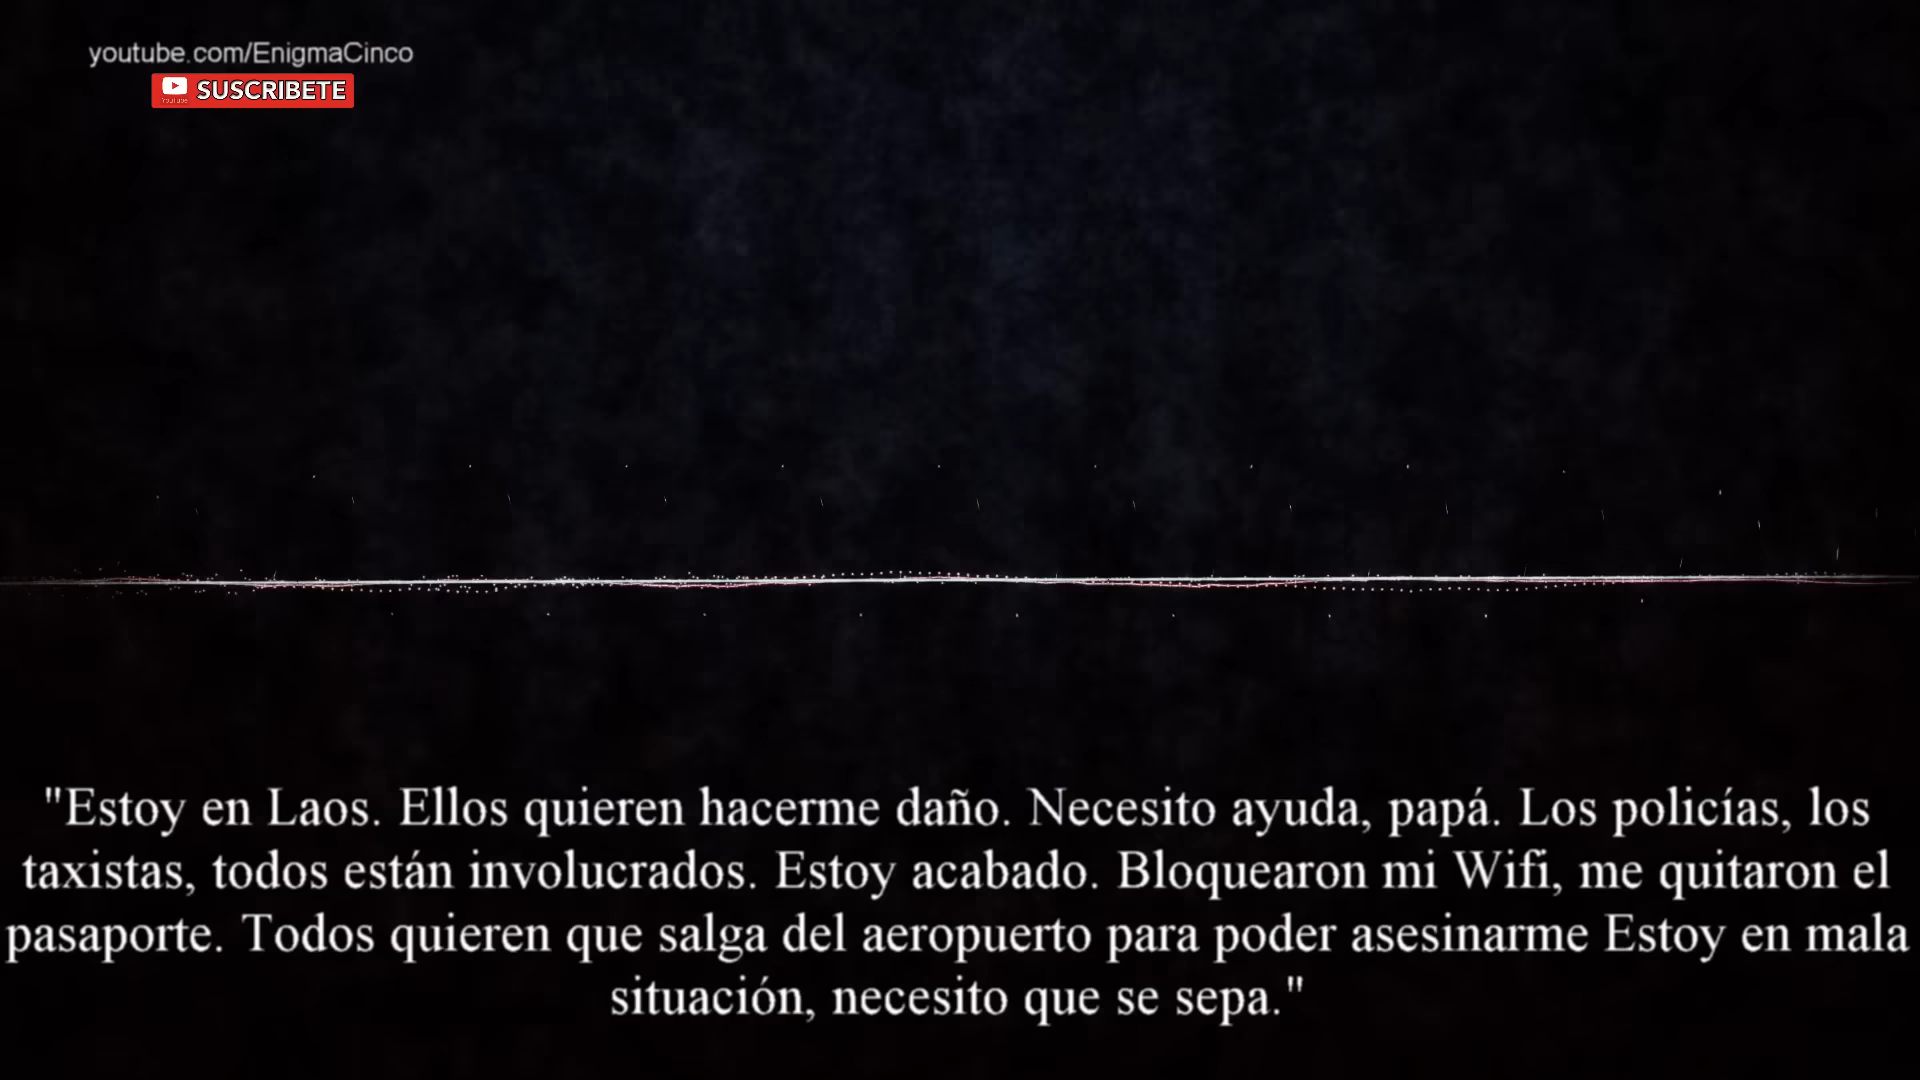 youtube.com/EnigmaCinco
YouTube
SUSCRIBETE
"Estoy en Laos. Ellos quieren hacerme daño. Necesito ayuda, papá. Los policías, los
taxistas, todos están involucrados. Estoy acabado. Bloquearon mi Wifi, me quitaron el
pasaporte. Todos quieren que salga del aeropuerto para poder asesinarme Estoy en mala
situación, necesito que se sepa."